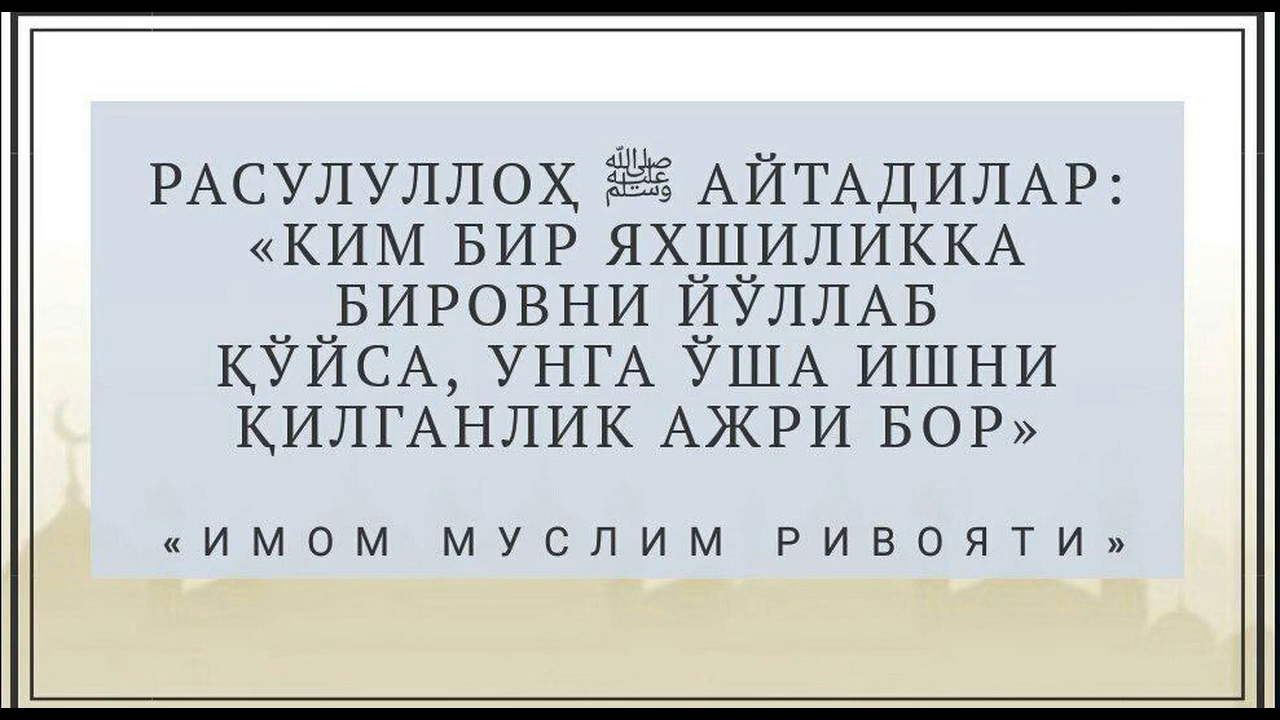 РАСУЛУЛЛОҲ ﷺ АЙТАДИЛАР:
«КИМ БИР ЯХШИЛИККА
БИРОВНИ ЙЎЛЛАБ
ҚЎЙСА, УНГА ЎША ИШНИ
ҚИЛГАНЛИК АЖРИ БОР»
«ИМОМ МУСЛИМ РИВОЯТИ»